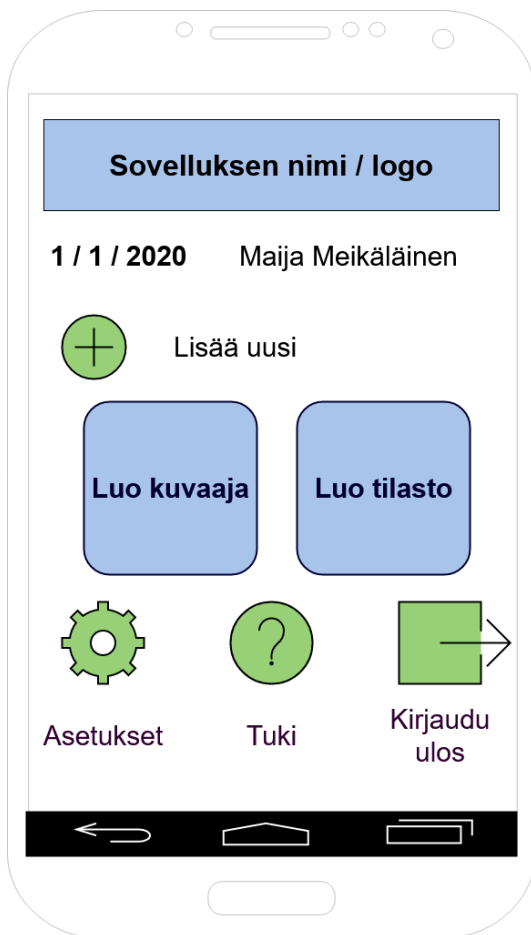 Sovelluksen nimi / logo
1 / 1 / 2020 Maija Meikäläinen
Lisää uusi
Luo kuvaaja Luo tilasto
Asetukset Tuki Kirjaudu
ulos